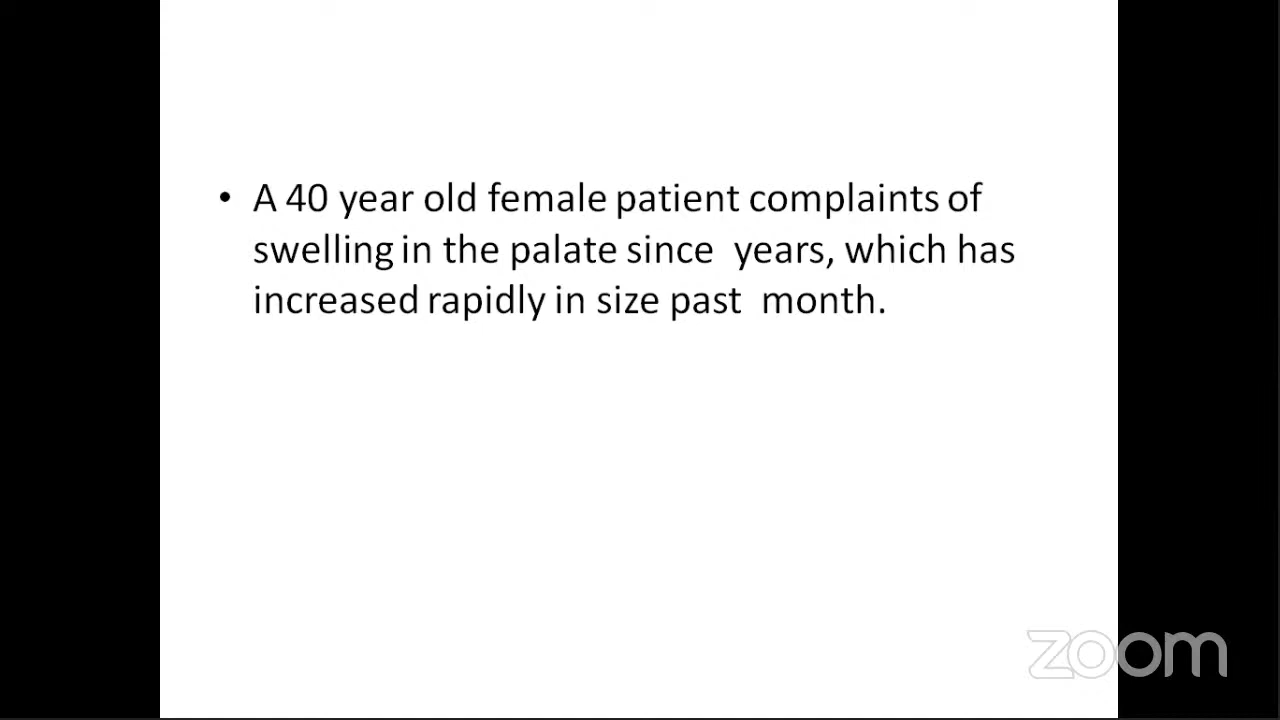 • A 40 year old female patient complaints of
swelling in the palate since  years, which has
increased rapidly in size past  month.
zoom